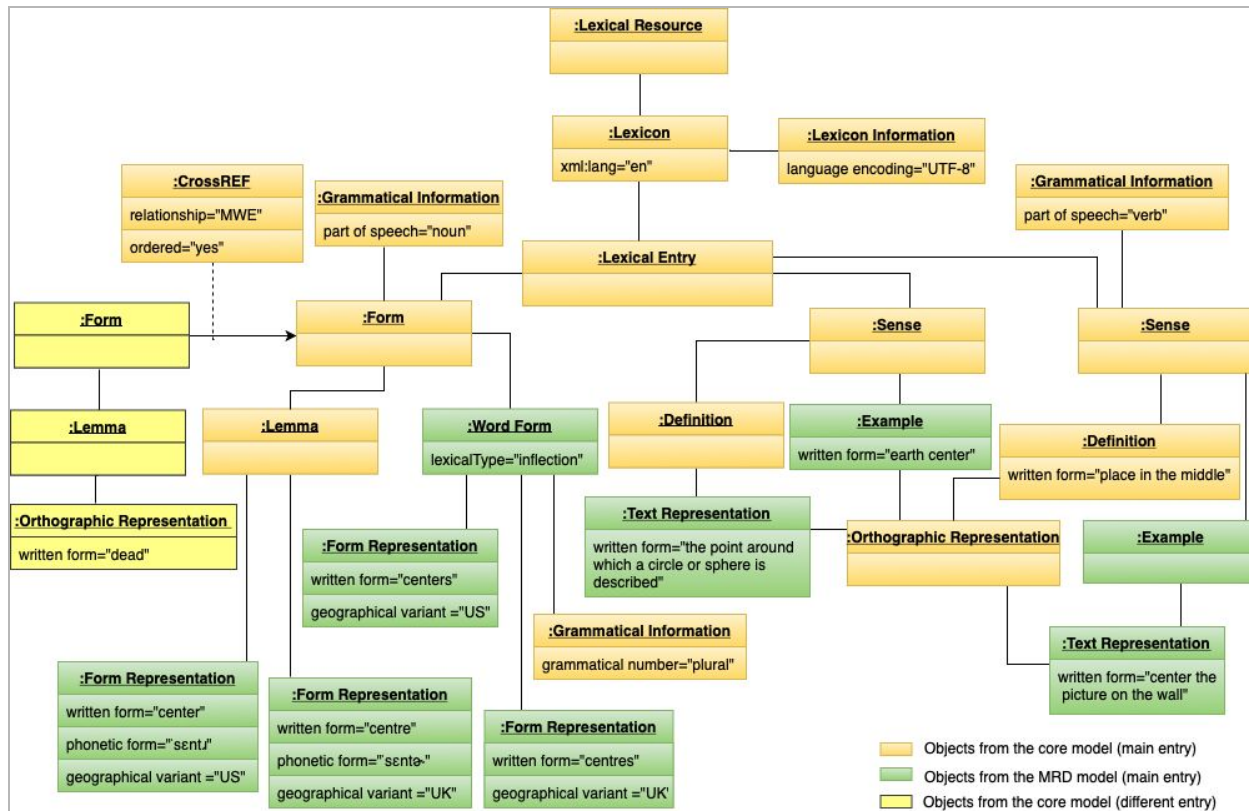 :Lexical Resource
:Lexicon
xml:lang="en"
:Lexicon Information
language encoding="UTF-8"
:CrossREF
relationship="MWE"
ordered="yes"
:Grammatical Information
part of speech="noun"
:Grammatical Information
part of speech="verb"
:Lexical Entry
:Form
:Form
:Sense
:Sense
:Lemma
:Lemma
:Word Form
lexicalType="inflection"
:Definition
:Example
written form="earth center"
:Definition
written form="place in the middle"
:Orthographic Representation
written form="dead"
:Form Representation
written form="centers"
geographical variant ="US"
:Text Representation
written form="the point around
which a circle or sphere is
described"
:Orthographic Representation
:Example
:Grammatical Information
grammatical number="plural"
:Text Representation
written form="center the
picture on the wall"
:Form Representation
written form="center"
phonetic form="ˈsɛntɹ"
geographical variant ="US"
:Form Representation
written form="centre"
phonetic form="ˈsɛntɚ"
geographical variant ="UK"
:Form Representation
written form="centres"
geographical variant ="UK'
Objects from the core model (main entry)
Objects from the MRD model (main entry)
Objects from the core model (different entry)